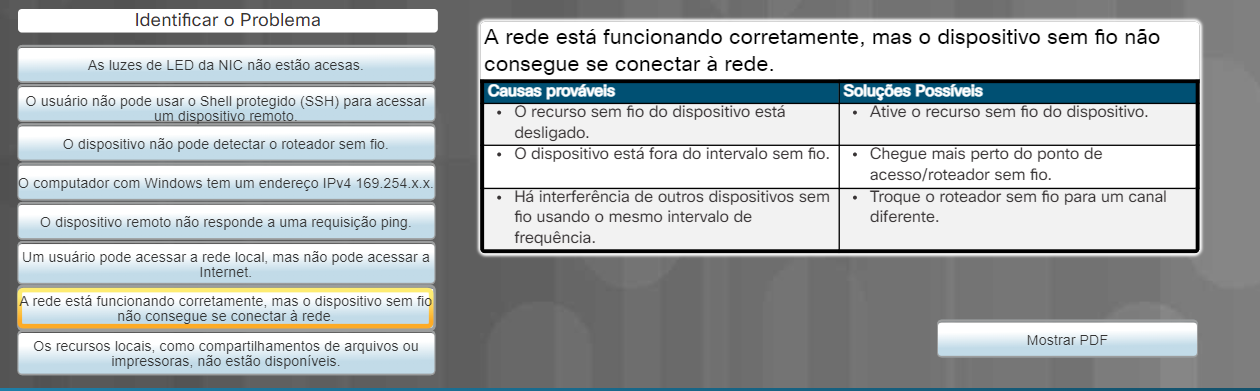 Identificar o Problema
As luzes de LED da NIC não estão acesas.
O usuário não pode usar o Shell protegido (SSH) para acessar
um dispositivo remoto.
O dispositivo não pode detectar o roteador sem fio.
O computador com Windows tem um endereço IPv4 169.254.x.x.
O dispositivo remoto não responde a uma requisição ping.
Um usuário pode acessar a rede local, mas não pode acessar a
Internet.
A rede está funcionando corretamente, mas o dispositivo sem fio
não consegue se conectar à rede.
Os recursos locais, como compartilhamentos de arquivos ou
impressoras, não estão disponíveis.
A rede está funcionando corretamente, mas o dispositivo sem fio não
consegue se conectar à rede.
Causas prováveis
Soluções Possíveis
• O recurso sem fio do dispositivo está
desligado.
• Ative o recurso sem fio do dispositivo.
• O dispositivo está fora do intervalo sem fio.
• Chegue mais perto do ponto de
acesso/roteador sem fio.
• Há interferência de outros dispositivos sem
fio usando o mesmo intervalo de
frequência.
• Troque o roteador sem fio para um canal
diferente.
Mostrar PDF